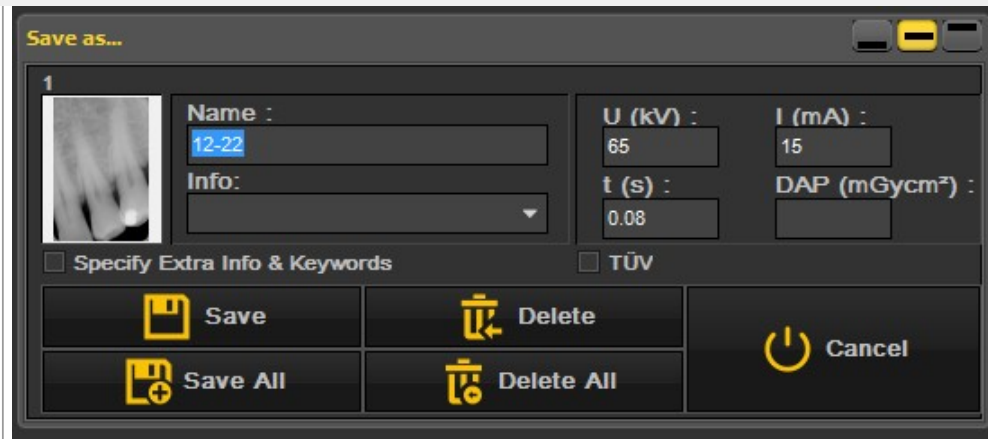 Save as...
1
Name :
12-22
Info:
U (kV) :
65
I (mA) :
15
t (s) :
0.08
DAP (mGycm²) :
Specify Extra Info & Keywords
TÜV
Save
Delete
Cancel
Save All
Delete All